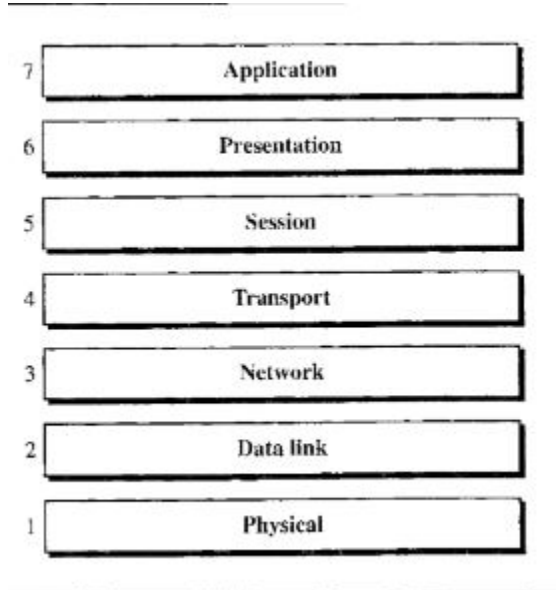 7 Application
6 Presentation
5 Session
4 Transport
3 Network
2 Data link
1 Physical